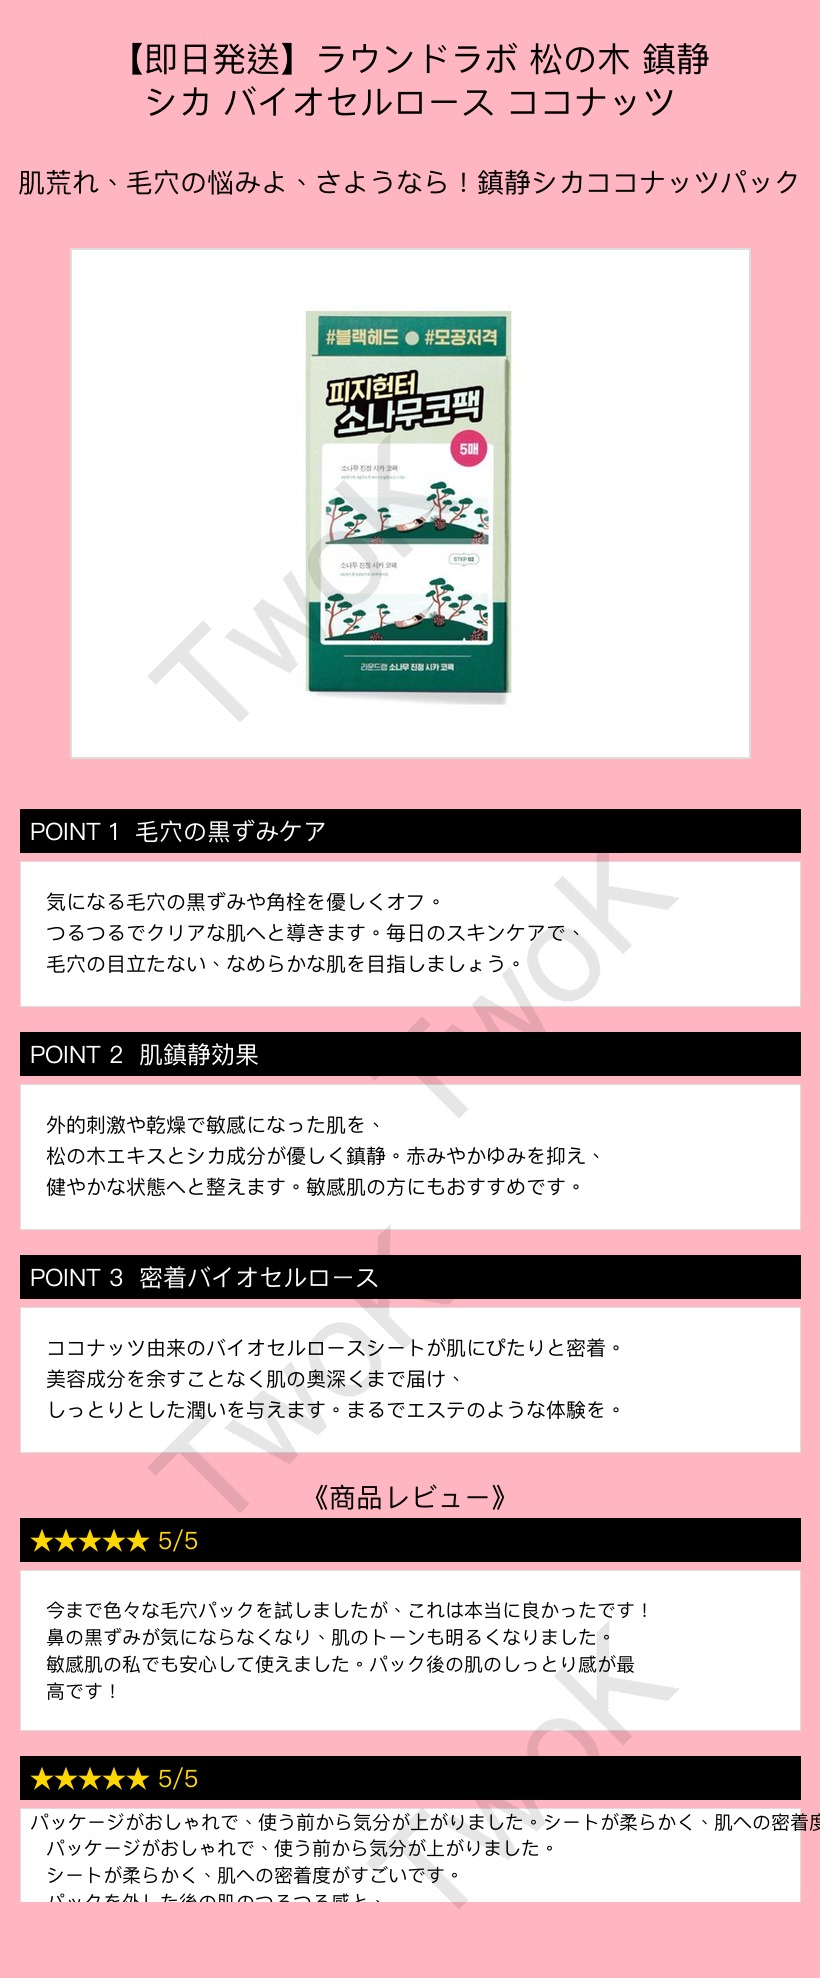 【即日発送】ラウンドラボ 松の木 鎮静
シカ バイオセルロース ココナッツ
肌荒れ、毛穴の悩みよ、さようなら！鎮静シカココナッツパック
#블랙헤드 ● #모공저격
피지헌터
소나무코팩
5매
소나무 진정 시카 코팩
STEP 02
소나무 진정 시카 코팩
라운드랩 소나무 진정 시카 코팩
TwoK
POINT 1 毛穴の黒ずみケア
気になる毛穴の黒ずみや角栓を優しくオフ。
つるつるでクリアな肌へと導きます。毎日のスキンケアで、
毛穴の目立たない、なめらかな肌を目指しましょう。
TwoK
POINT 2 肌鎮静効果
外的刺激や乾燥で敏感になった肌を、
松の木エキスとシカ成分が優しく鎮静。赤みやかゆみを抑え、
健やかな状態へと整えます。敏感肌の方にもおすすめです。
POINT 3 密着バイオセルロース
ココナッツ由来のバイオセルロースシートが肌にぴたりと密着。
美容成分を余すことなく肌の奥深くまで届け、
しっとりとした潤いを与えます。まるでエステのような体験を。
TwoK
《商品レビュー》
★★★★★ 5/5
今まで色々な毛穴パックを試しましたが、これは本当に良かったです！
鼻の黒ずみが気にならなくなり、肌のトーンも明るくなりました。
敏感肌の私でも安心して使えました。パック後の肌のしっとり感が最
高です！
TwoK
★★★★★ 5/5
パッケージがおしゃれで、使う前から気分が上がりました。シートが柔らかく、肌への密着度
パッケージがおしゃれで、使う前から気分が上がりました。
シートが柔らかく、肌への密着度がすごいです。
パックを外した後の肌のつるつる感と、